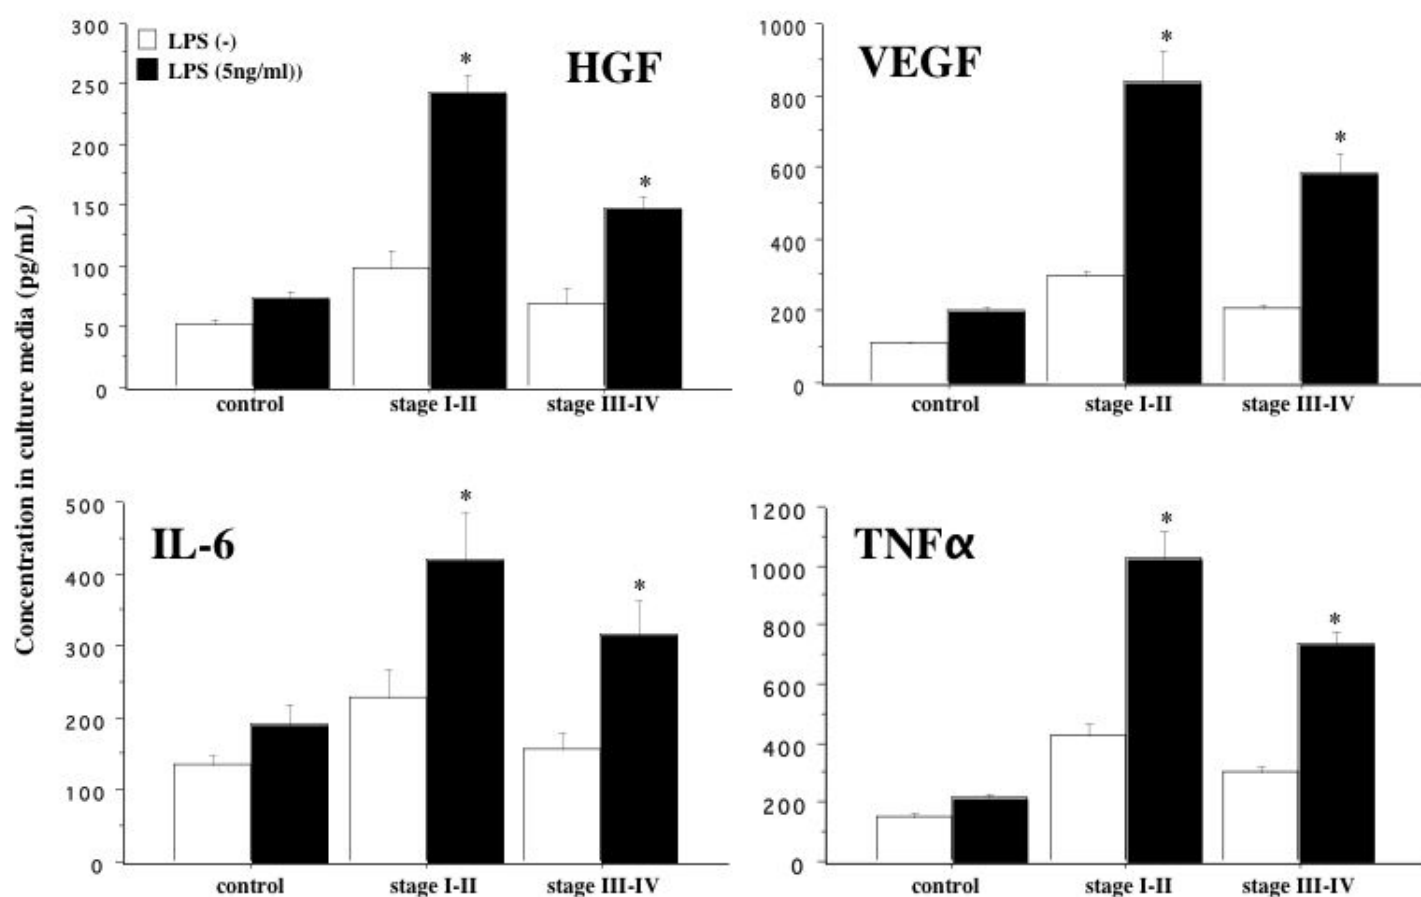 Concentration in culture media (pg/mL)
LPS (-)
LPS (5ng/ml))
HGF
300
250
200
150
100
50
0
*
*
control
stage I-II
stage III-IV
VEGF
1000
800
600
400
200
0
*
*
control
stage I-II
stage III-IV
IL-6
500
400
300
200
100
0
*
*
control
stage I-II
stage III-IV
TNFα
1200
1000
800
600
400
200
0
*
*
control
stage I-II
stage III-IV